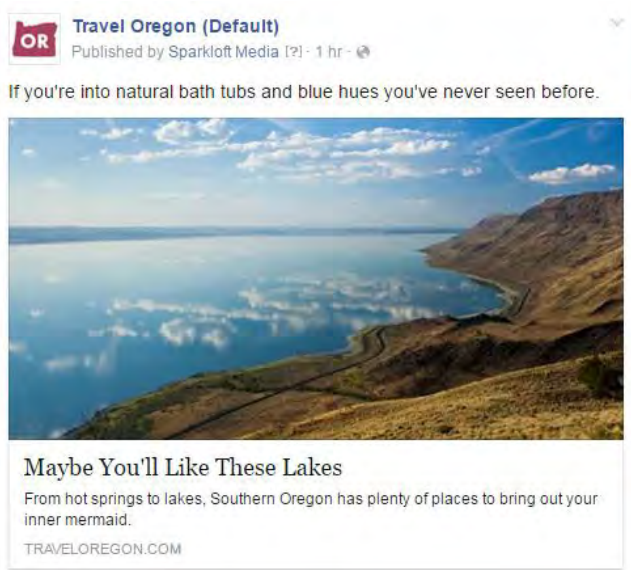 OR
Travel Oregon (Default)
Published by Sparkloft Media [?] · 1 hr ·
If you're into natural bath tubs and blue hues you've never seen before.
Maybe You'll Like These Lakes
From hot springs to lakes, Southern Oregon has plenty of places to bring out your
inner mermaid.
TRAVELOREGON.COM